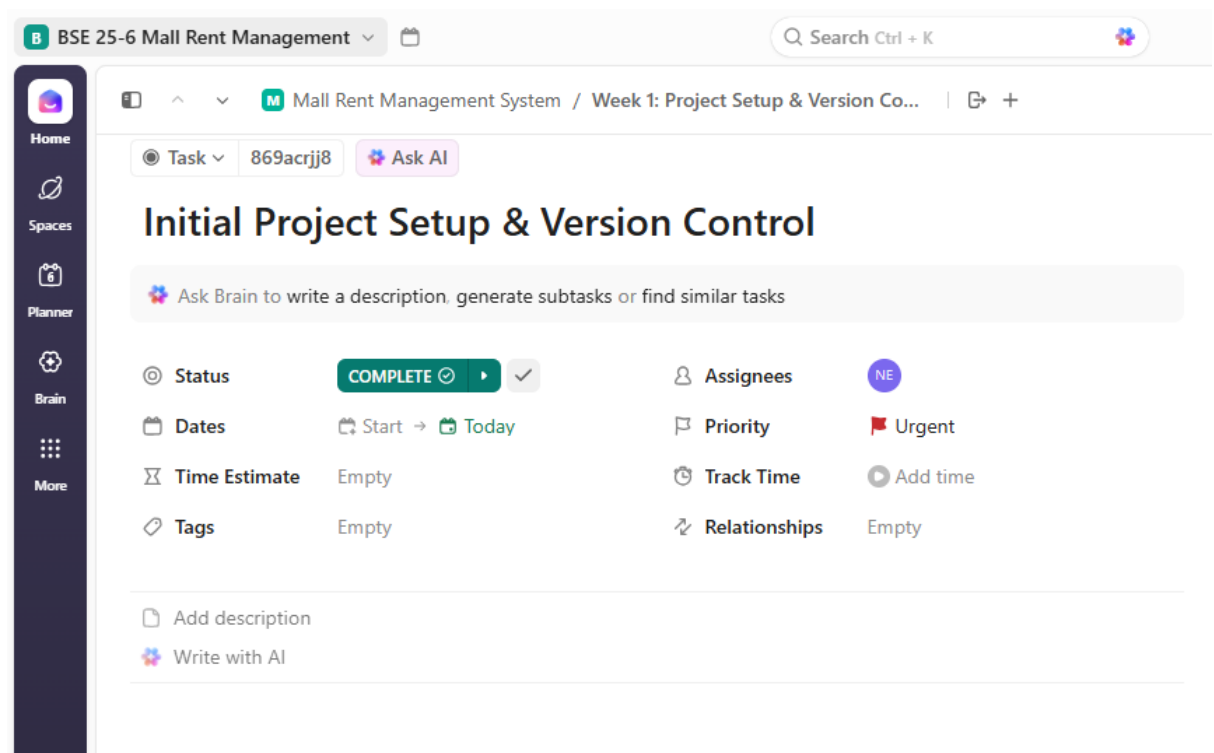 B BSE 25-6 Mall Rent Management
Search Ctrl + K
Home
Spaces
6
Planner
Brain
More
M Mall Rent Management System / Week 1: Project Setup & Version Co...
Task 869acrjj8 Ask AI
Initial Project Setup & Version Control
Ask Brain to write a description, generate subtasks or find similar tasks
Status COMPLETE Assignees NE
Dates Start → Today Priority Urgent
Time Estimate Empty Track Time Add time
Tags Empty Relationships Empty
Add description
Write with AI